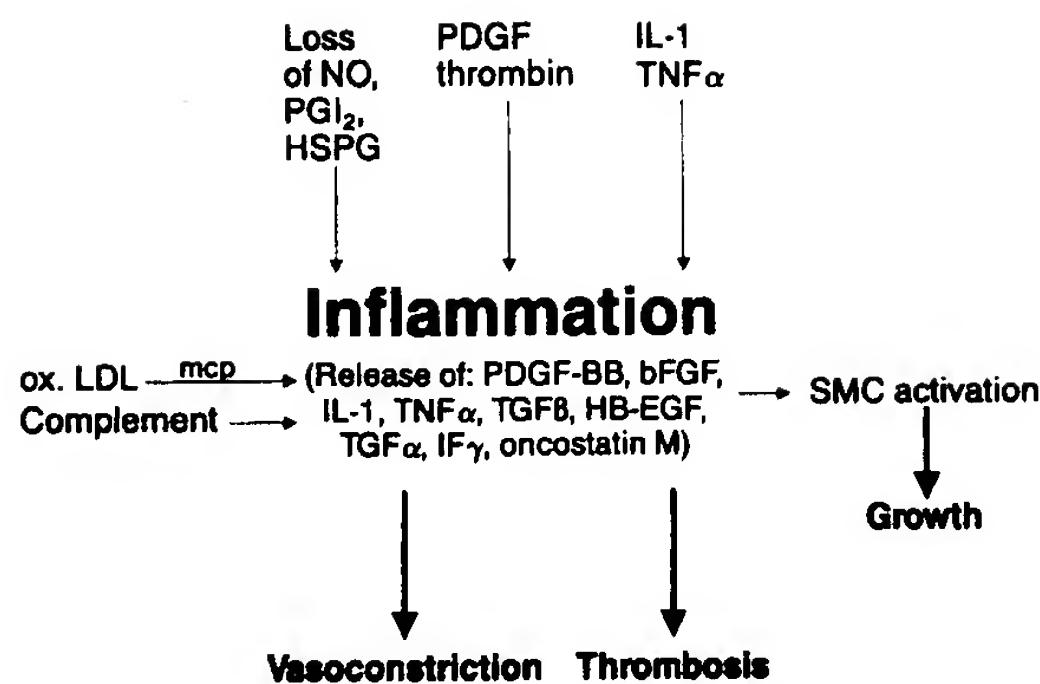 Loss
of NO,
PGI₂,
HSPG
PDGF
thrombin
IL-1
TNFα
Inflammation
ox. LDL
mcp
(Release of: PDGF-BB, bFGF,
Complement
IL-1, TNFα, TGFβ, HB-EGF,
TGFα, IFγ, oncostatin M)
SMC activation
Growth
Vasoconstriction
Thrombosis